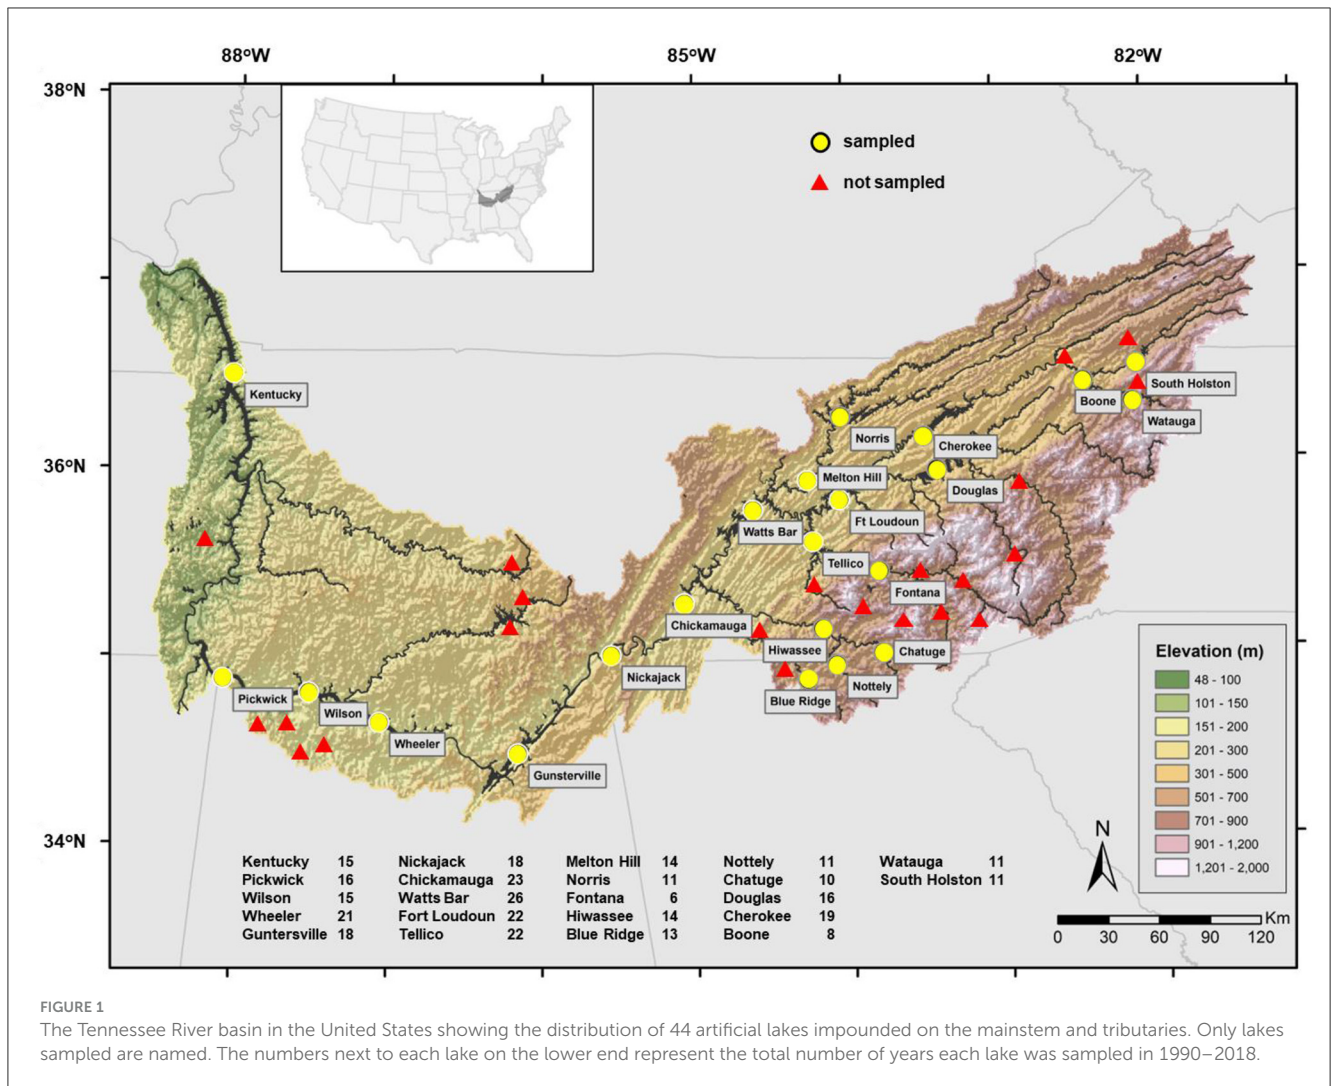 88°W 85°W 82°W
38°N
sampled
not sampled
Kentucky
South Holston
Boone
Watauga
Norris
Cherokee
36°N
Melton Hill
Douglas
Ft Loudoun
Watts Bar
Tellico
Fontana
Chickamauga
Hiwassee
Chatuge
Nickajack
Nottely
Blue Ridge
Pickwick
Wilson
Wheeler
Gunsterville
Elevation (m)
48 - 100
101 - 150
151 - 200
201 - 300
301 - 500
501 - 700
701 - 900
901 - 1,200
1,201 - 2,000
N
34°N
Km
0 30 60 90 120
Kentucky 15 Nickajack 18 Melton Hill 14 Nottely 11 Watauga 11
Pickwick 16 Chickamauga 23 Norris 11 Chatuge 10 South Holston 11
Wilson 15 Watts Bar 26 Fontana 6 Douglas 16
Wheeler 21 Fort Loudoun 22 Hiwassee 14 Cherokee 19
Guntersville 18 Tellico 22 Blue Ridge 13 Boone 8
FIGURE 1
The Tennessee River basin in the United States showing the distribution of 44 artificial lakes impounded on the mainstem and tributaries. Only lakes
sampled are named. The numbers next to each lake on the lower end represent the total number of years each lake was sampled in 1990–2018.